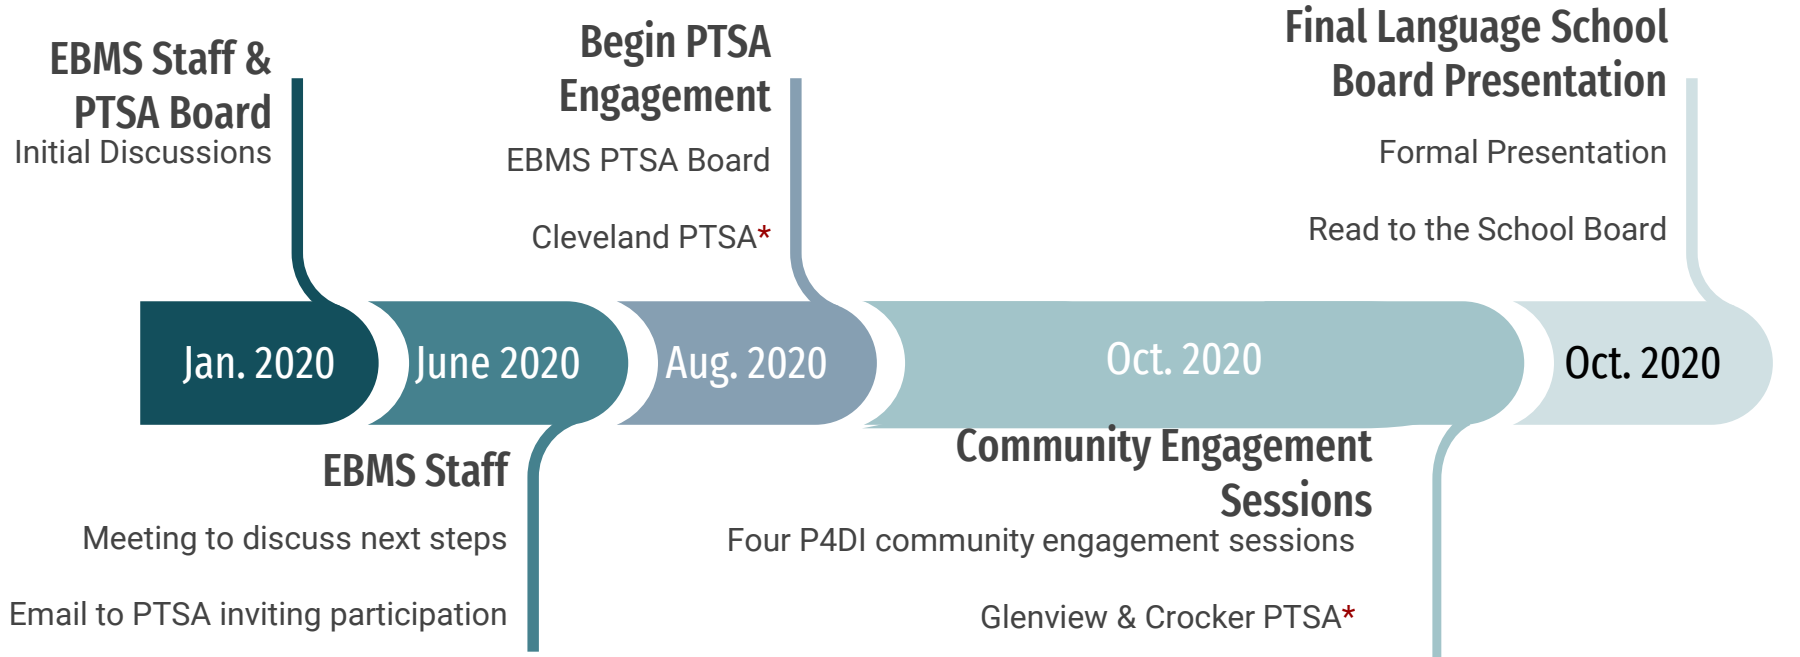 EBMS Staff &
PTSA Board
Initial Discussions
Begin PTSA
Engagement
EBMS PTSA Board
Cleveland PTSA*
Final Language School
Board Presentation
Formal Presentation
Read to the School Board
Jan. 2020
June 2020
Aug. 2020
Oct. 2020
Oct. 2020
EBMS Staff
Meeting to discuss next steps
Email to PTSA inviting participation
Community Engagement
Sessions
Four P4DI community engagement sessions
Glenview & Crocker PTSA*